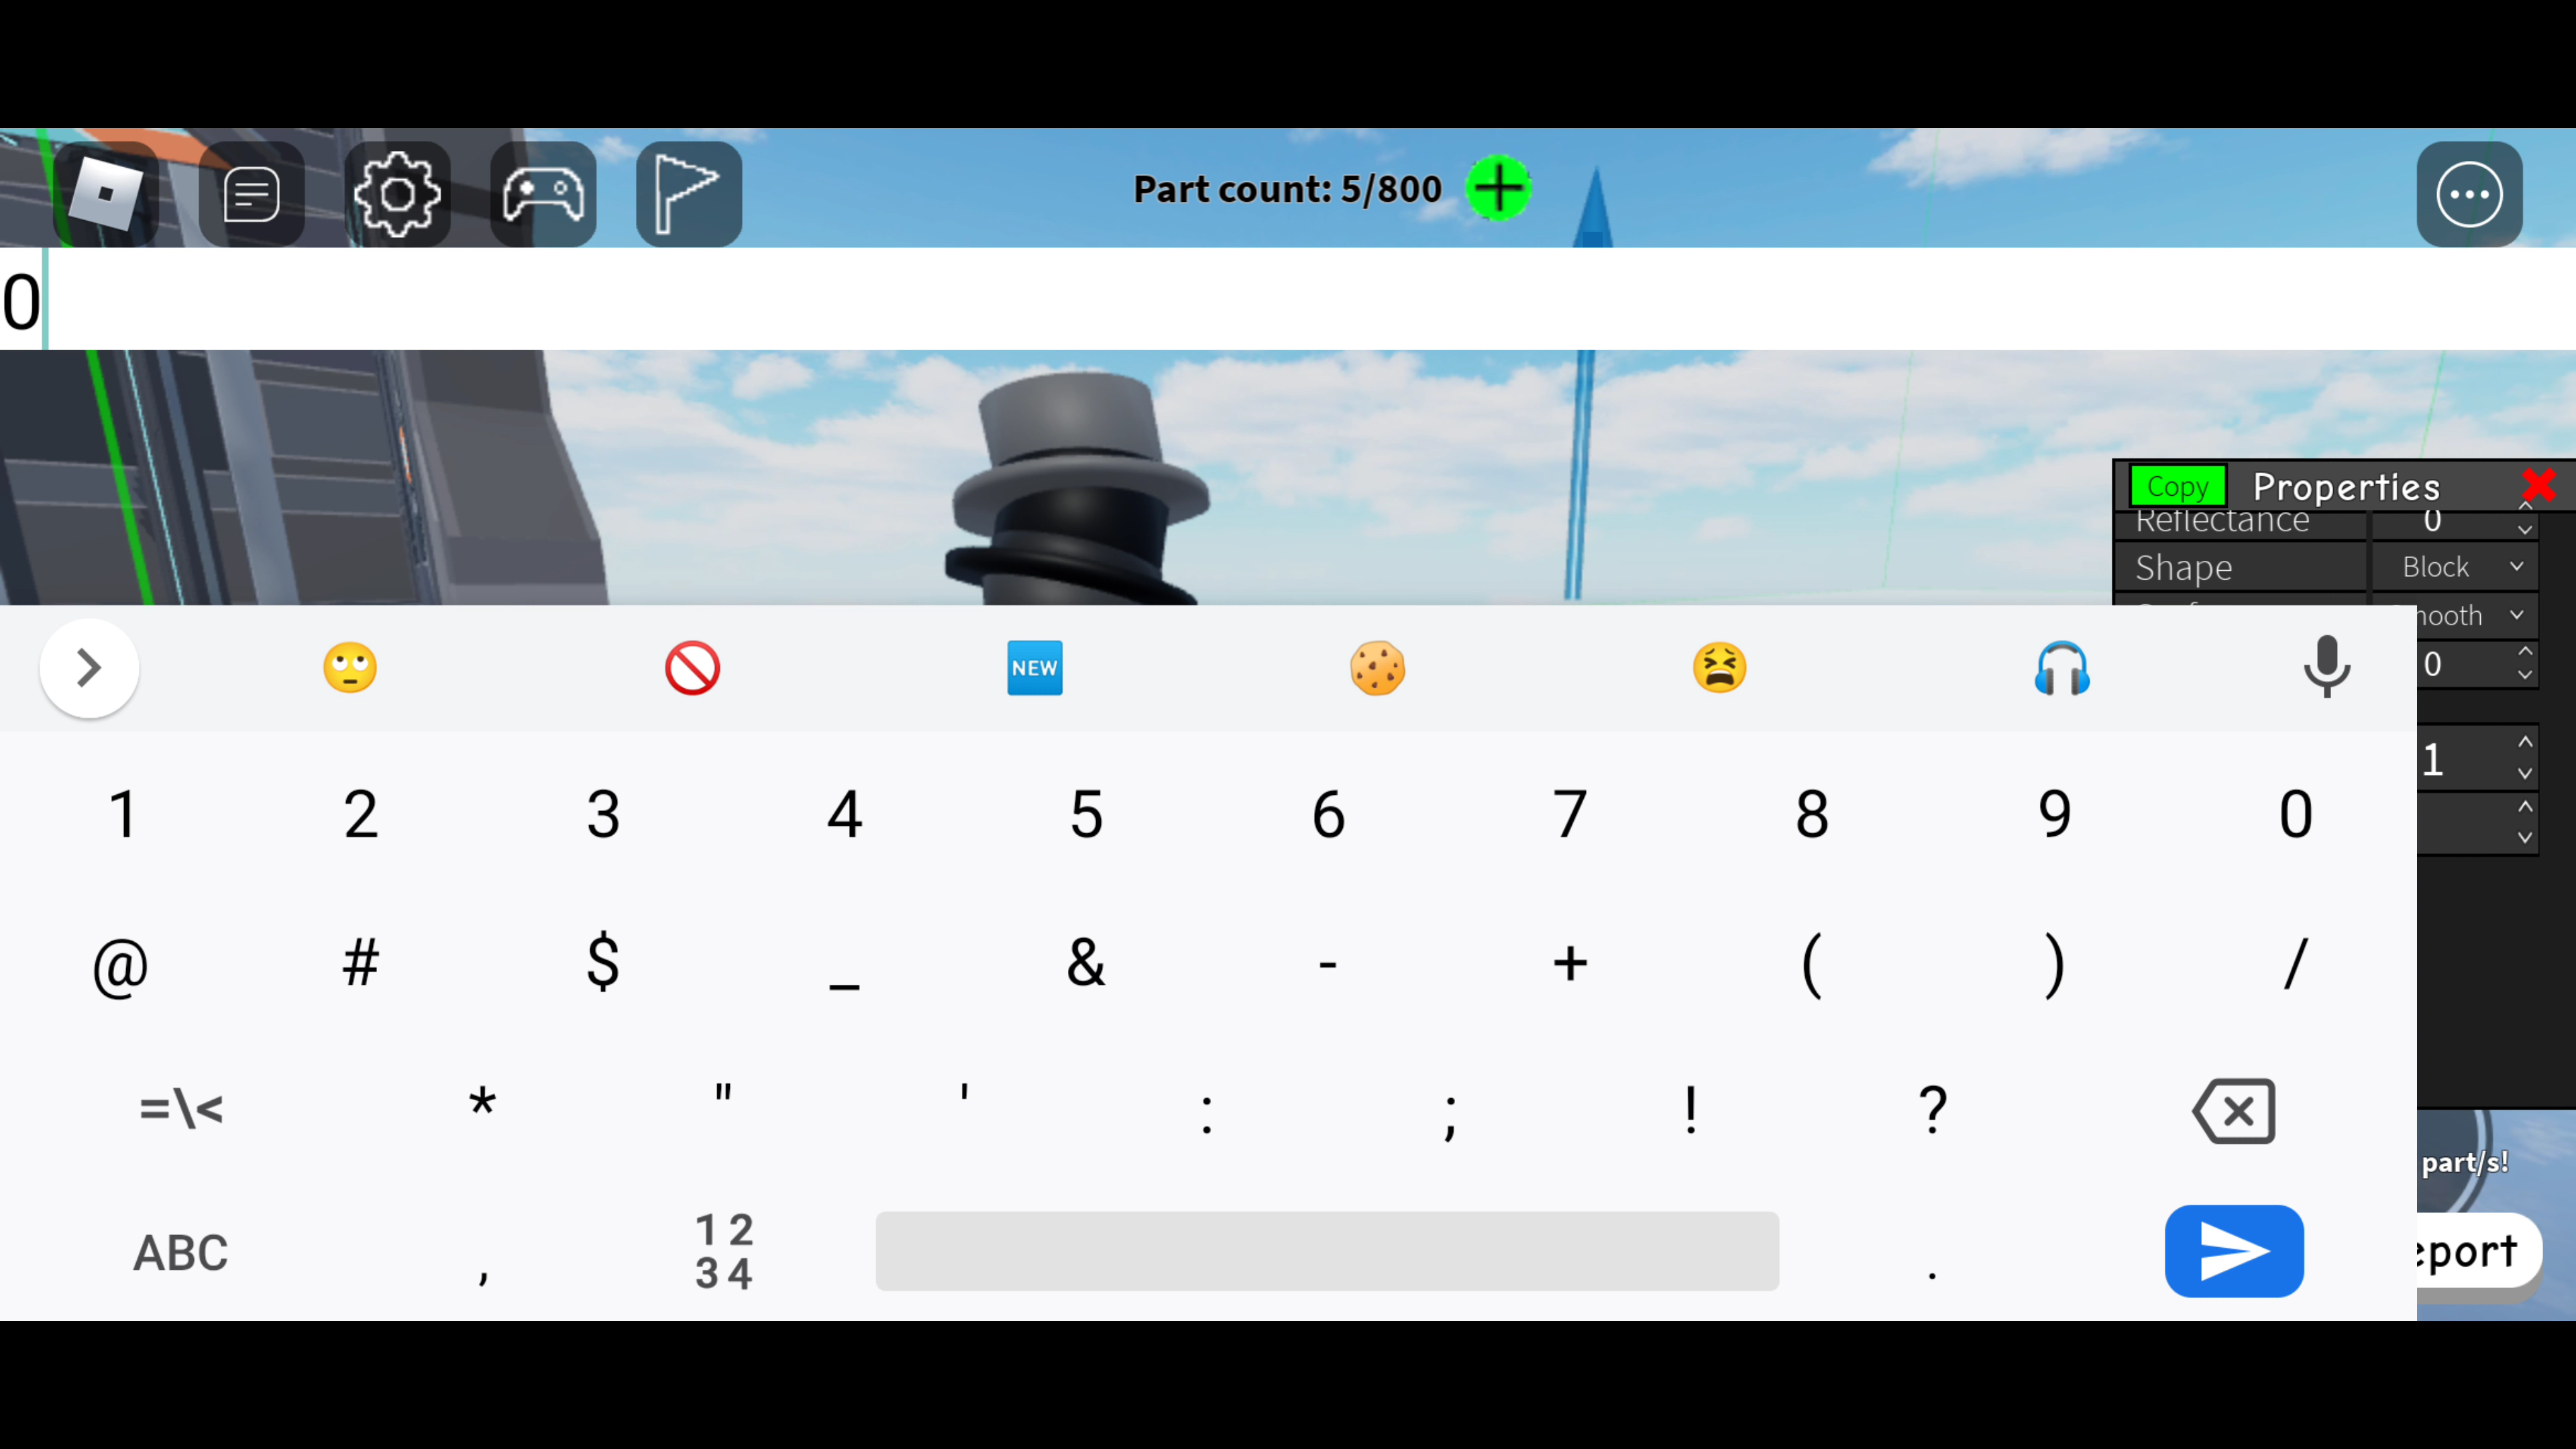 Part count: 5/800
0
Copy Properties
Reflectance 0
Shape Block
0
NEW
1
1 2 3 4 5 6 7 8 9 0
@ # $ _ & - + ( ) /
=\< * " ' : ; ! ?
part/s!
ABC , 1 2 3 4 .